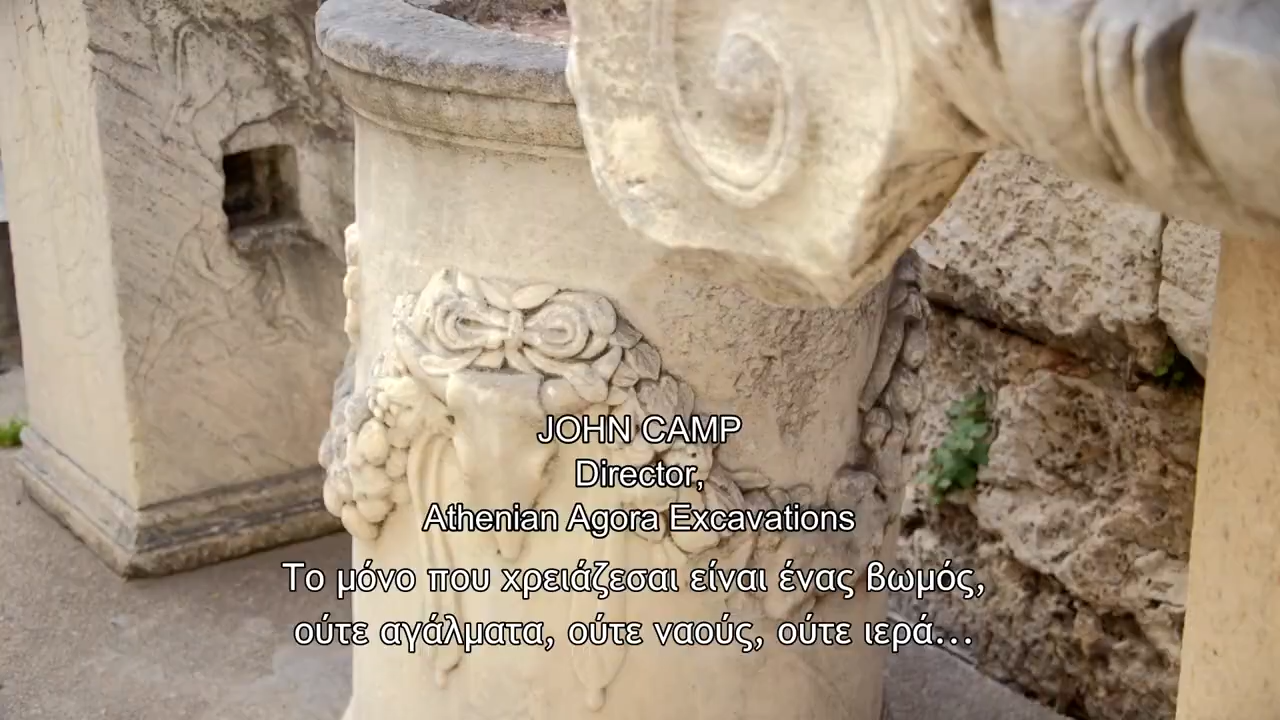 JOHN CAMP
Director,
Athenian Agora Excavations
Το μόνο που χρειάζεσαι είναι ένας βωμός,
ούτε αγάλματα, ούτε ναούς, ούτε ιερά...